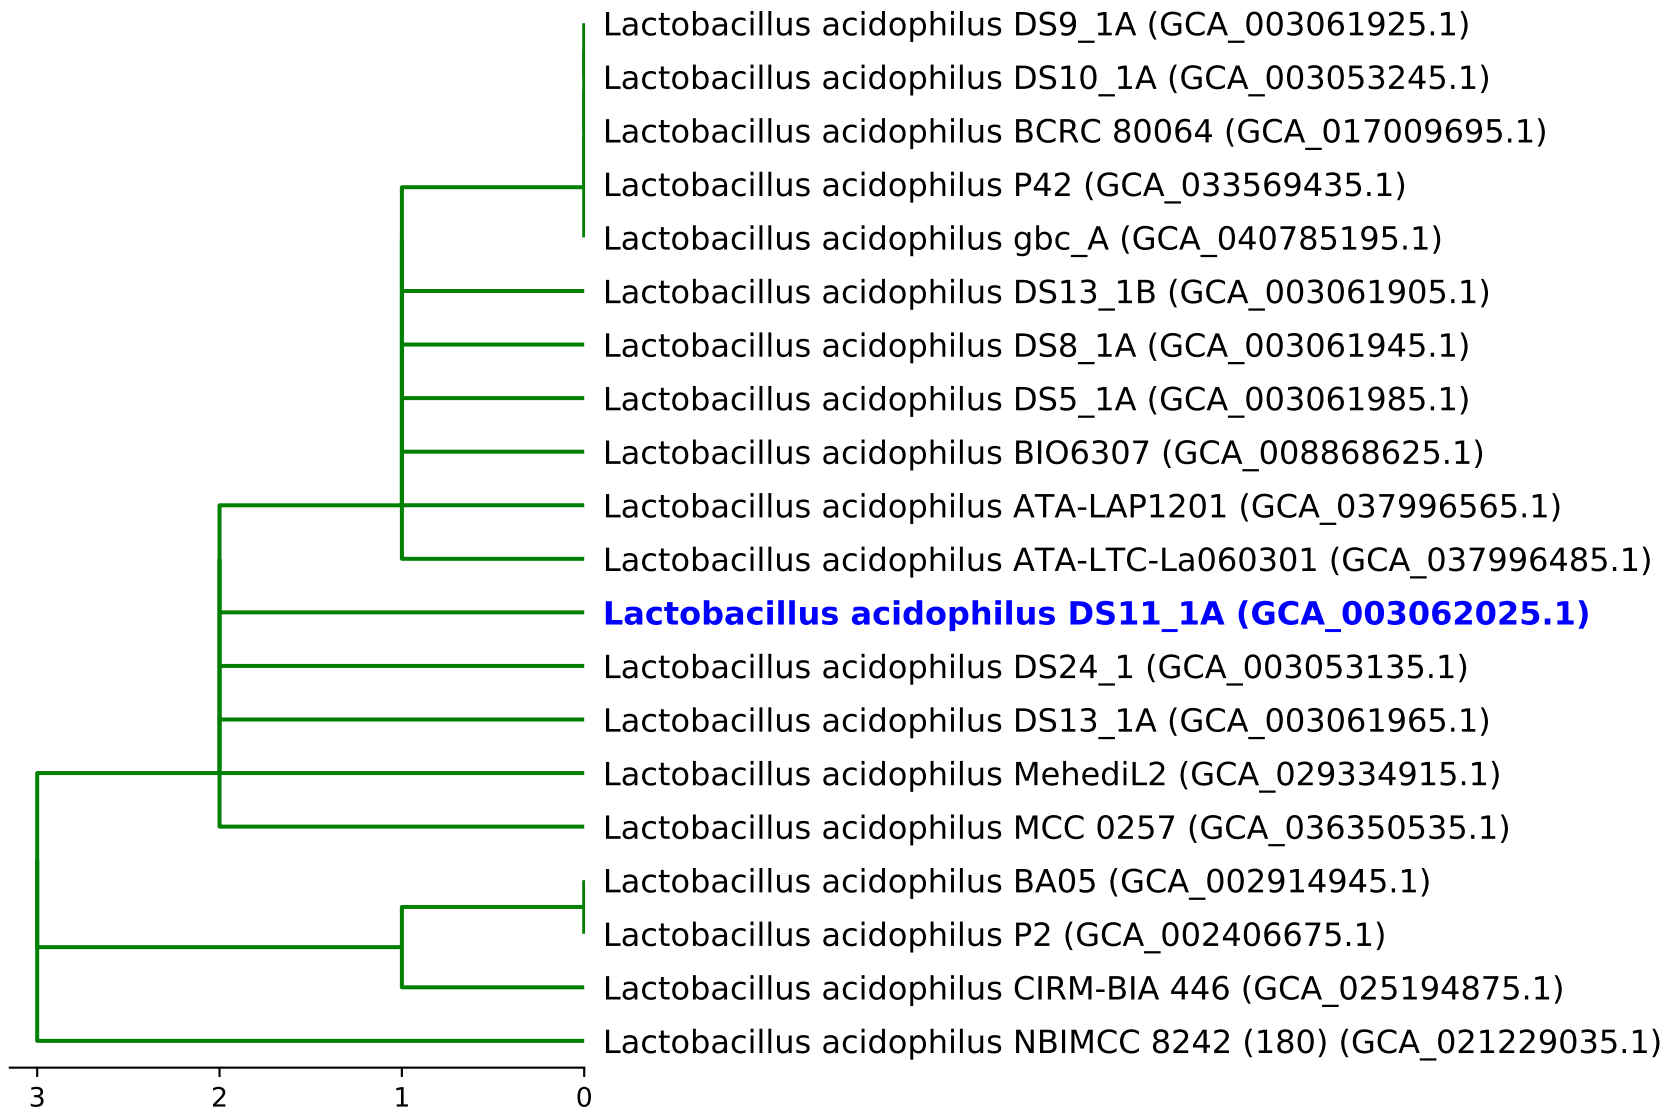 Lactobacillus acidophilus DS9_1A (GCA_003061925.1)
Lactobacillus acidophilus DS10_1A (GCA_003053245.1)
Lactobacillus acidophilus BCRC 80064 (GCA_017009695.1)
Lactobacillus acidophilus P42 (GCA_033569435.1)
Lactobacillus acidophilus gbc_A (GCA_040785195.1)
Lactobacillus acidophilus DS13_1B (GCA_003061905.1)
Lactobacillus acidophilus DS8_1A (GCA_003061945.1)
Lactobacillus acidophilus DS5_1A (GCA_003061985.1)
Lactobacillus acidophilus BIO6307 (GCA_008868625.1)
Lactobacillus acidophilus ATA-LAP1201 (GCA_037996565.1)
Lactobacillus acidophilus ATA-LTC-La060301 (GCA_037996485.1)
Lactobacillus acidophilus DS11_1A (GCA_003062025.1)
Lactobacillus acidophilus DS24_1 (GCA_003053135.1)
Lactobacillus acidophilus DS13_1A (GCA_003061965.1)
Lactobacillus acidophilus MehediL2 (GCA_029334915.1)
Lactobacillus acidophilus MCC 0257 (GCA_036350535.1)
Lactobacillus acidophilus BA05 (GCA_002914945.1)
Lactobacillus acidophilus P2 (GCA_002406675.1)
Lactobacillus acidophilus CIRM-BIA 446 (GCA_025194875.1)
Lactobacillus acidophilus NBIMCC 8242 (180) (GCA_021229035.1)
3 2 1 0